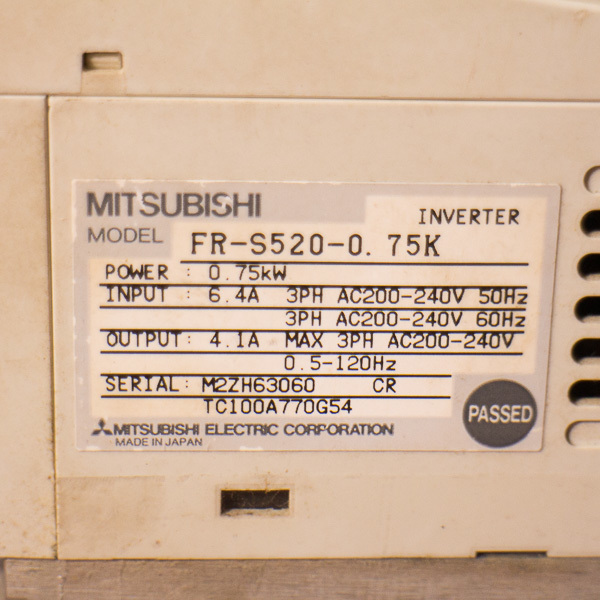 MITSUBISHI
INVERTER
MODEL FR-S520-0.75K
POWER : 0.75kW
INPUT : 6.4A 3PH AC200-240V 50Hz
3PH AC200-240V 60Hz
OUTPUT: 4.1A MAX 3PH AC200-240V
0.5-120Hz
SERIAL: M2ZH63060 CR
TC100A770G54
PASSED
MITSUBISHI ELECTRIC CORPORATION
MADE IN JAPAN